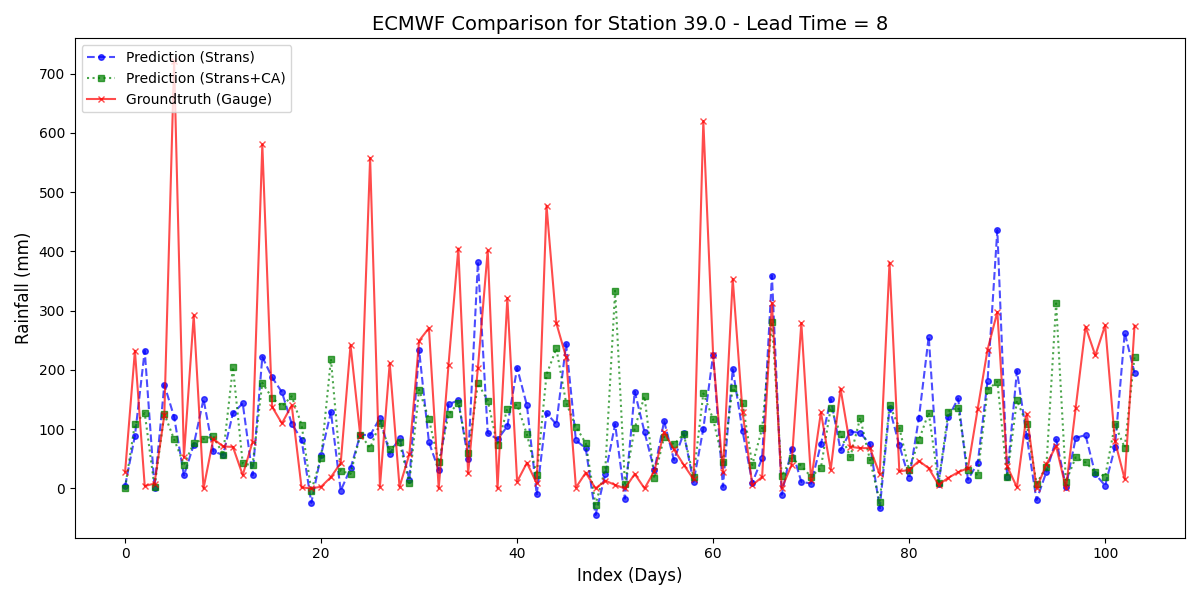 ECMWF Comparison for Station 39.0 - Lead Time = 8
Prediction (Strans)
Prediction (Strans+CA)
Groundtruth (Gauge)
Rainfall (mm)
700
600
500
400
300
200
100
0
0 20 40 60 80 100
Index (Days)